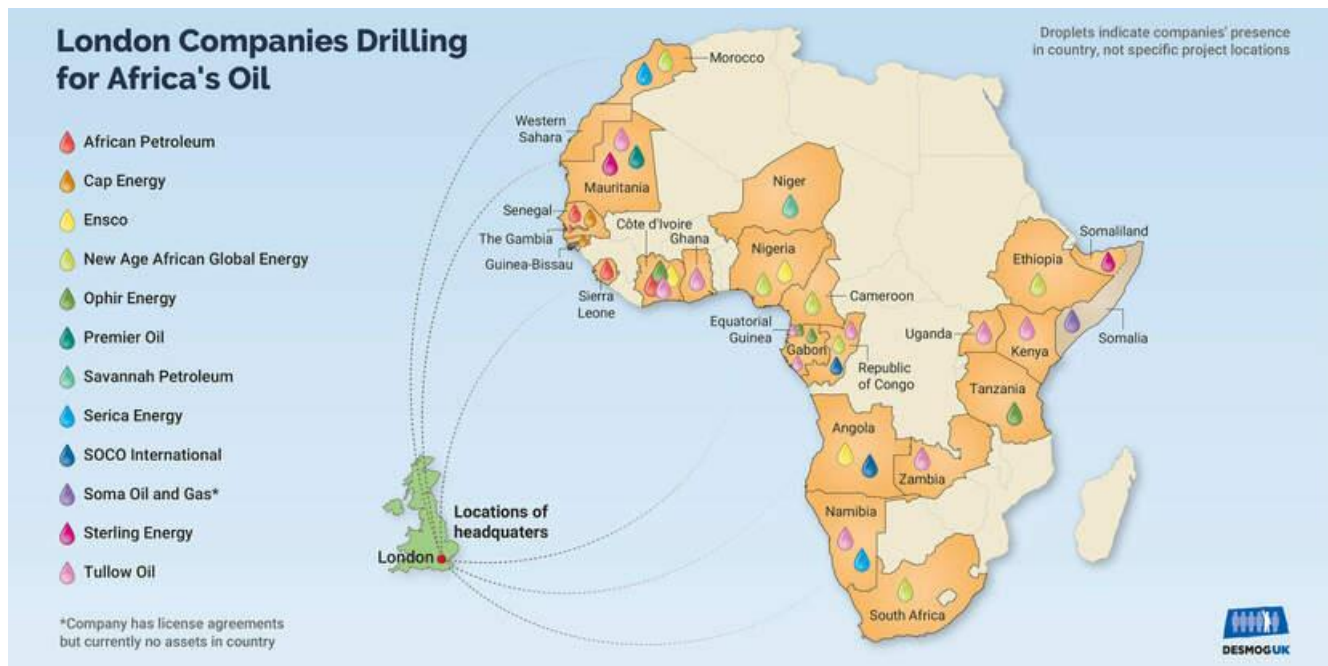 London Companies Drilling
for Africa's Oil
Droplets indicate companies' presence
in country, not specific project locations
African Petroleum
Cap Energy
Ensco
New Age African Global Energy
Ophir Energy
Premier Oil
Savannah Petroleum
Serica Energy
SOCO International
Soma Oil and Gas*
Sterling Energy
Tullow Oil
*Company has license agreements
but currently no assets in country
Locations of
headquaters
London
Morocco
Western
Sahara
Mauritania
Senegal
The Gambia
Guinea-Bissau
Sierra
Leone
Côte d'Ivoire
Ghana
Niger
Nigeria
Cameroon
Equatorial
Guinea
Gabon
Republic
of Congo
Ethiopia
Somaliland
Somalia
Uganda
Kenya
Tanzania
Angola
Zambia
Namibia
South Africa
DESMOGUK